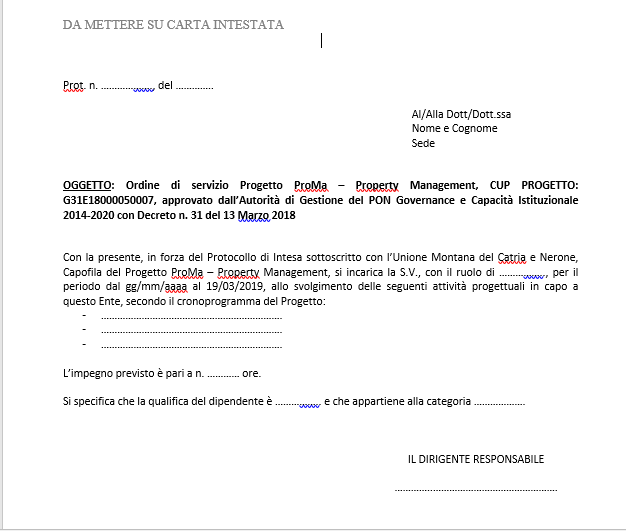 DA METTERE SU CARTA INTESTATA
Prot. n. .................... del ..............
Al/Alla Dott/Dott.ssa
Nome e Cognome
Sede
OGGETTO: Ordine di servizio Progetto ProMa – Property Management, CUP PROGETTO:
G31E18000050007, approvato dall'Autorità di Gestione del PON Governance e Capacità Istituzionale
2014-2020 con Decreto n. 31 del 13 Marzo 2018
Con la presente, in forza del Protocollo di Intesa sottoscritto con l'Unione Montana del Catria e Nerone,
Capofila del Progetto ProMa – Property Management, si incarica la S.V., con il ruolo di ................., per il
periodo dal gg/mm/aaaa al 19/03/2019, allo svolgimento delle seguenti attività progettuali in capo a
questo Ente, secondo il cronoprogramma del Progetto:
- ....................................................................
- ....................................................................
- ....................................................................
L'impegno previsto è pari a n. ............ ore.
Si specifica che la qualifica del dipendente è ................. e che appartiene alla categoria ...................
IL DIRIGENTE RESPONSABILE
.............................................................